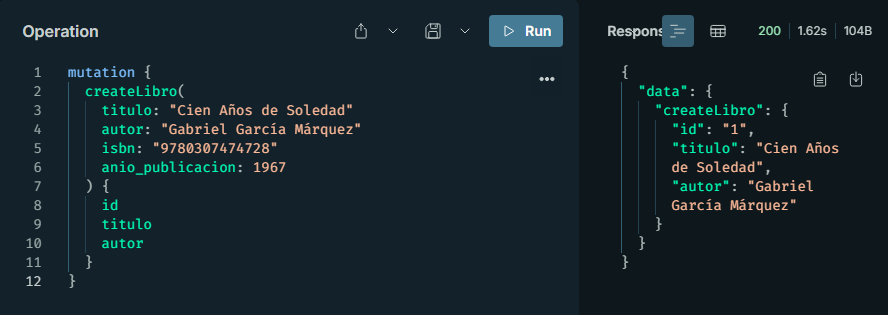 Operation
Run
1 mutation {
2 createLibro(
3 titulo: "Cien Años de Soledad"
4 autor: "Gabriel García Márquez"
5 isbn: "9780307474728"
6 anio_publicacion: 1967
7 ) {
8 id
9 titulo
10 autor
11 }
12 }
Respons 200 1.62s 104B
{
"data": {
"createLibro": {
"id": "1",
"titulo": "Cien Años
de Soledad",
"autor": "Gabriel
García Márquez"
}
}
}